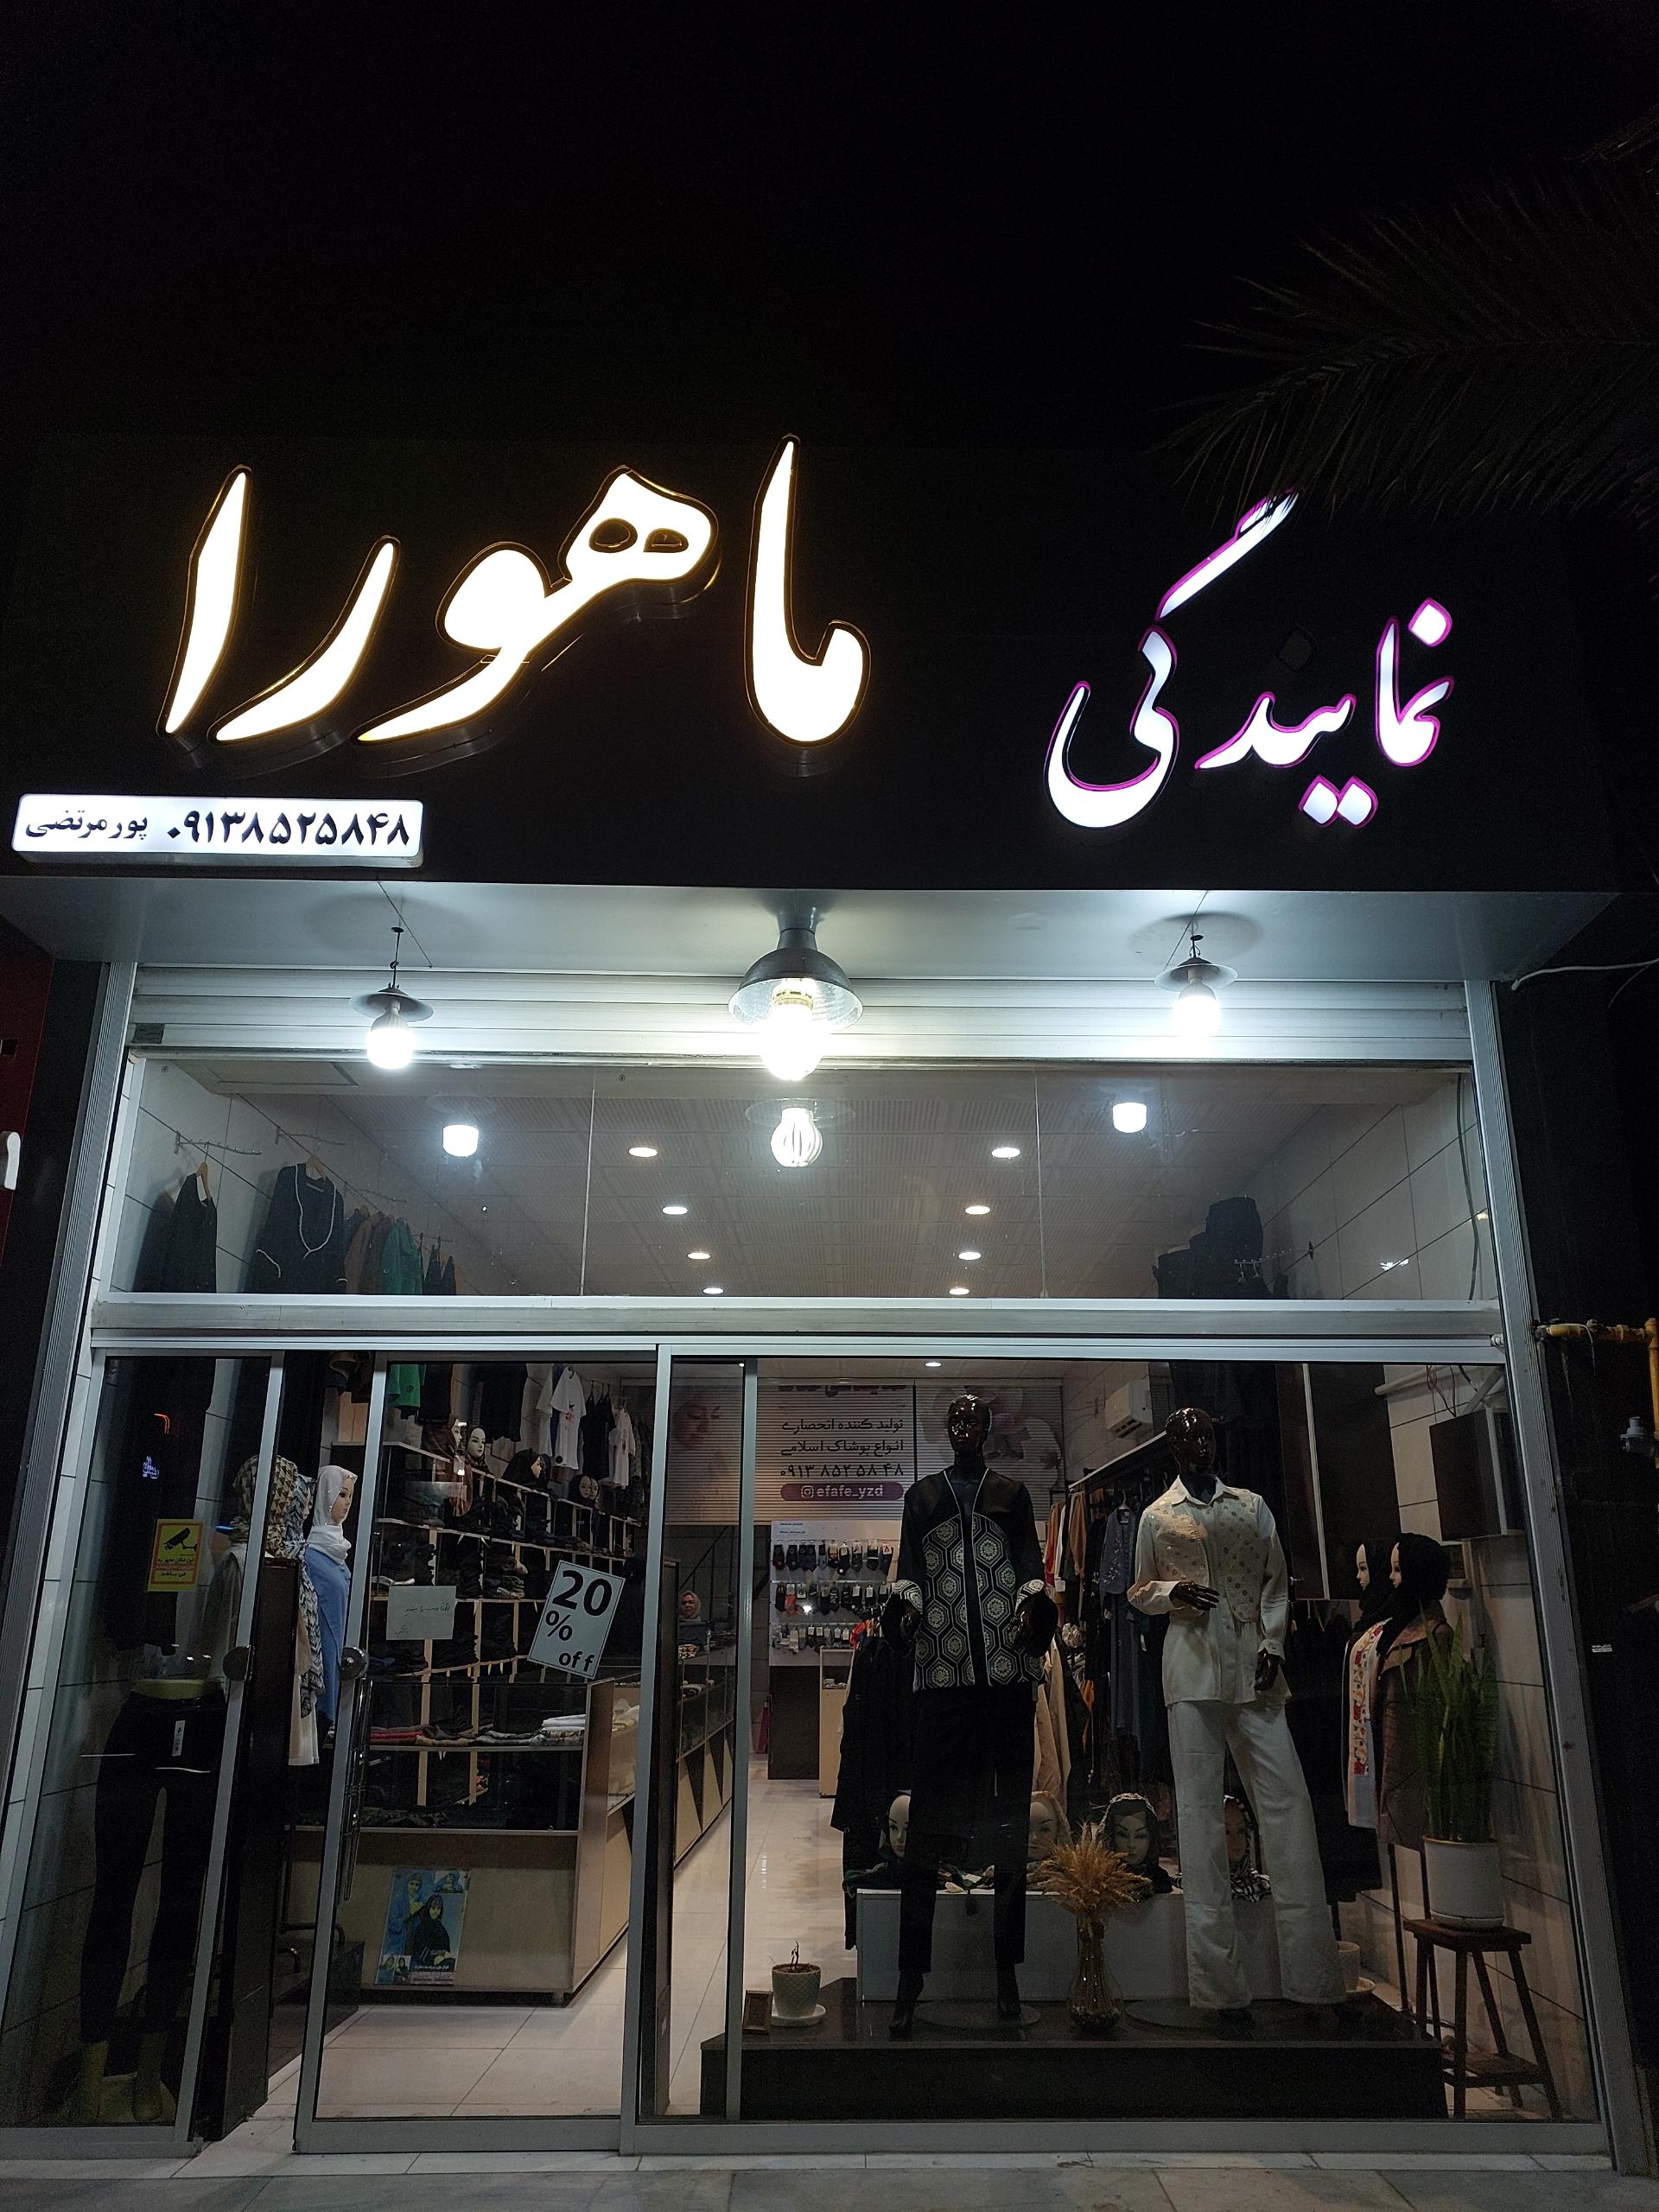 نمایندگی ماهورا
۰۹۱۳۸۵۲۵۸۴۸ پورمرتضی
تولید کننده انحصاری
انواع پوشاک اسلامی
۰۹۱۳ ۸۵۲ ۵۸ ۴۸
efafe_yzd
20
%
off